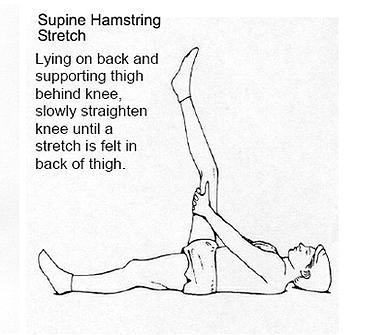 Supine Hamstring
Stretch
Lying on back and
supporting thigh
behind knee,
slowly straighten
knee until a
stretch is felt in
back of thigh.